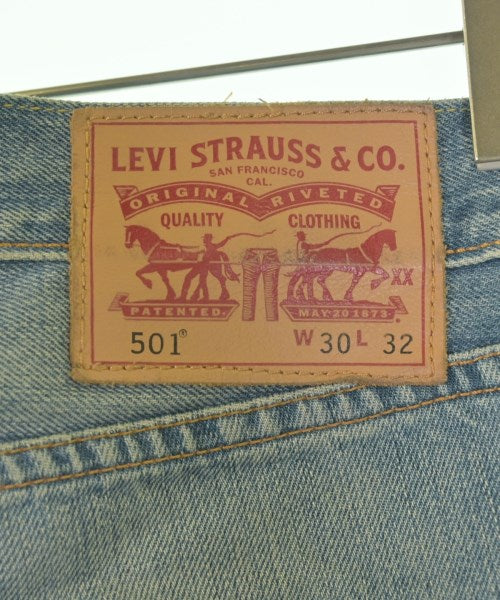 LEVI STRAUSS & CO.
SAN FRANCISCO
CAL.
ORIGINAL RIVETED
QUALITY CLOTHING
XX
PATENTED MAY 20 1873
501® W 30 L 32